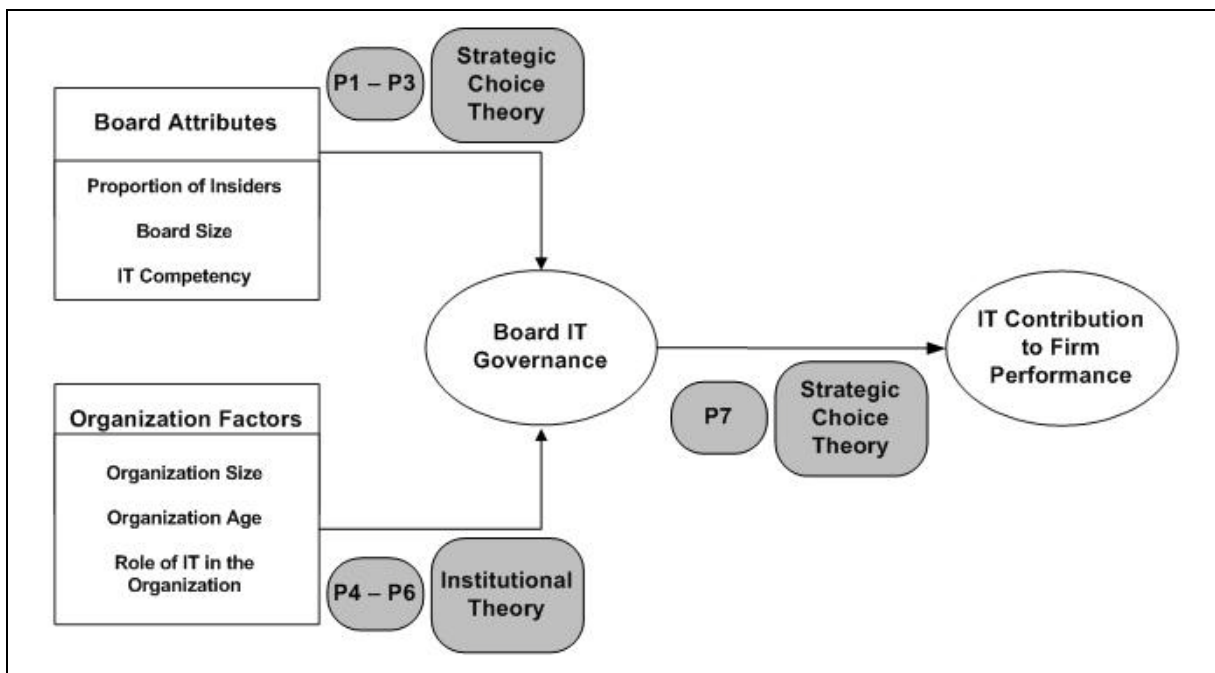 P1 – P3
Strategic
Choice
Theory
Board Attributes
Proportion of Insiders
Board Size
IT Competency
Board IT
Governance
IT Contribution
to Firm
Performance
P7
Strategic
Choice
Theory
Organization Factors
Organization Size
Organization Age
Role of IT in the
Organization
P4 – P6
Institutional
Theory